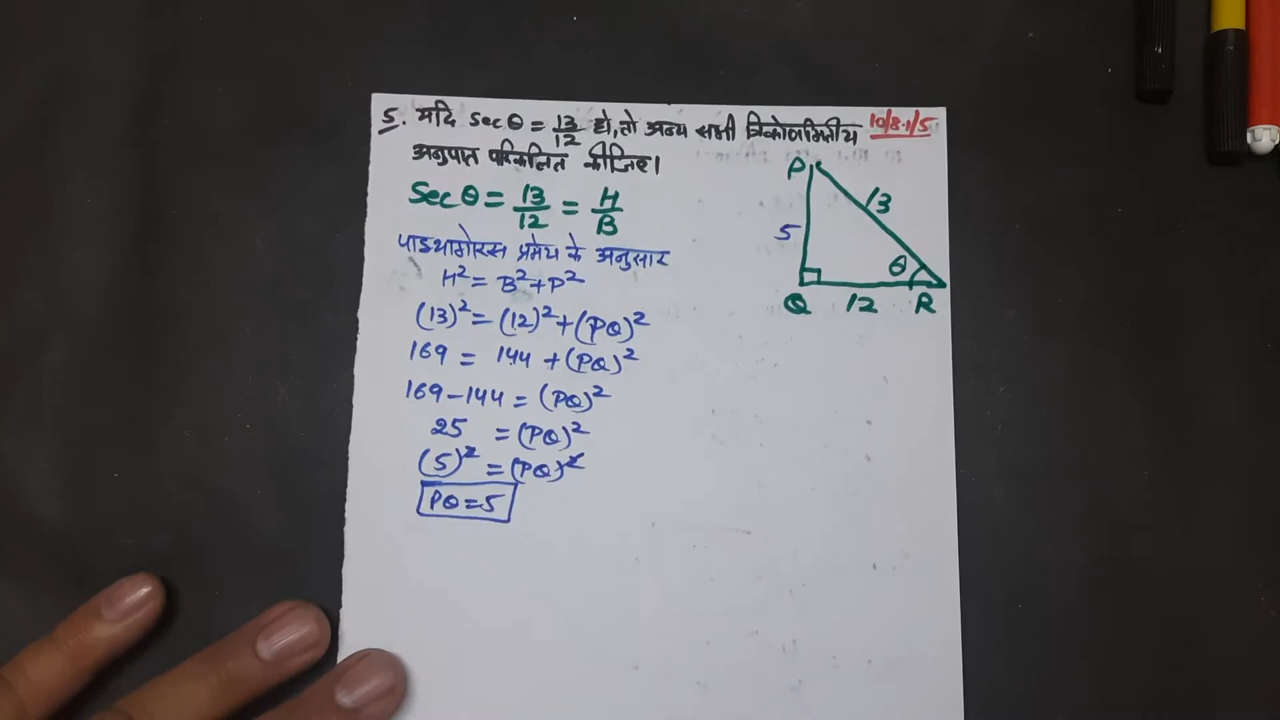 5. यदि secθ = 13/12 हो, तो अन्य सभी त्रिकोणमितीय 10/8.1/5
अनुपात परिकलित कीजिए।
Secθ = 13/12 = H/B
पाइथागोरस प्रमेय के अनुसार
H² = B² + P²
(13)² = (12)² + (PQ)²
169 = 144 + (PQ)²
169 - 144 = (PQ)²
25 = (PQ)²
(5)² = (PQ)²
PQ = 5
P
13
5
θ
Q 12 R